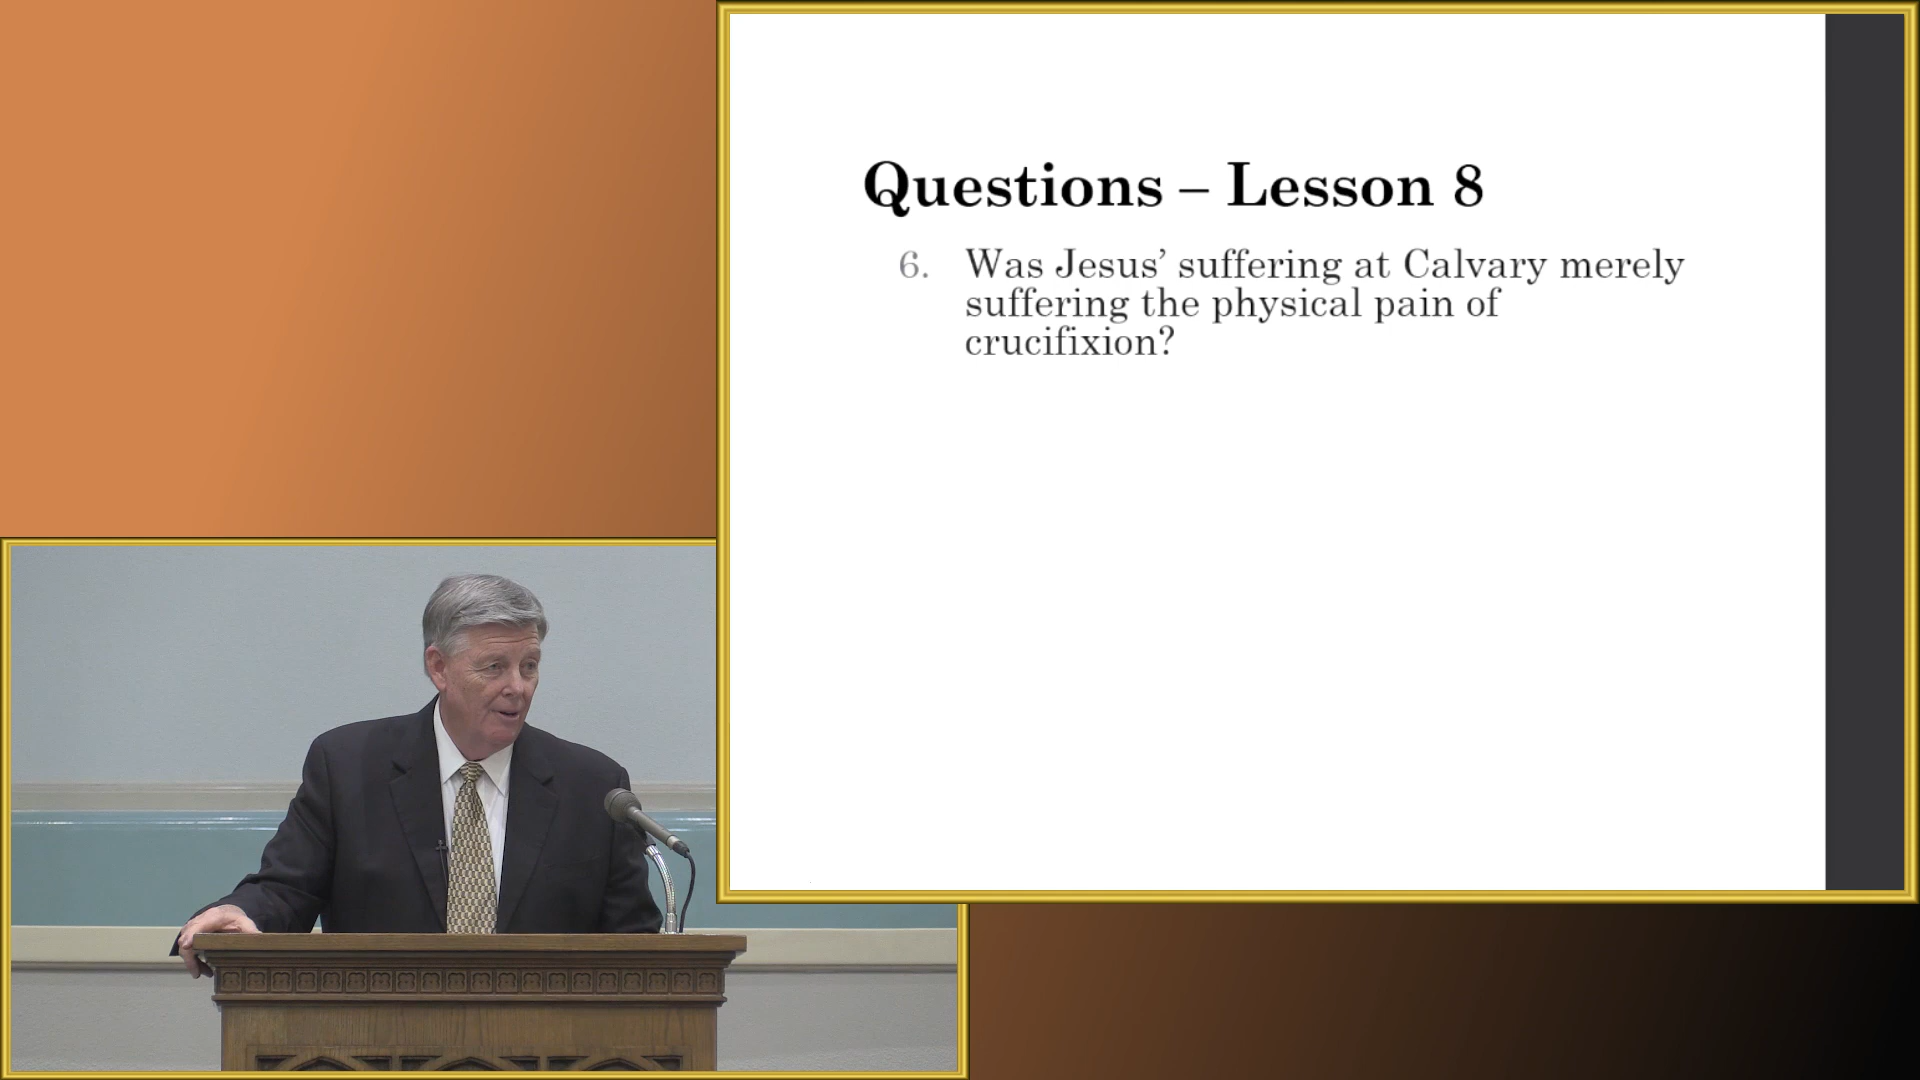 Questions – Lesson 8
6. Was Jesus’ suffering at Calvary merely
suffering the physical pain of
crucifixion?